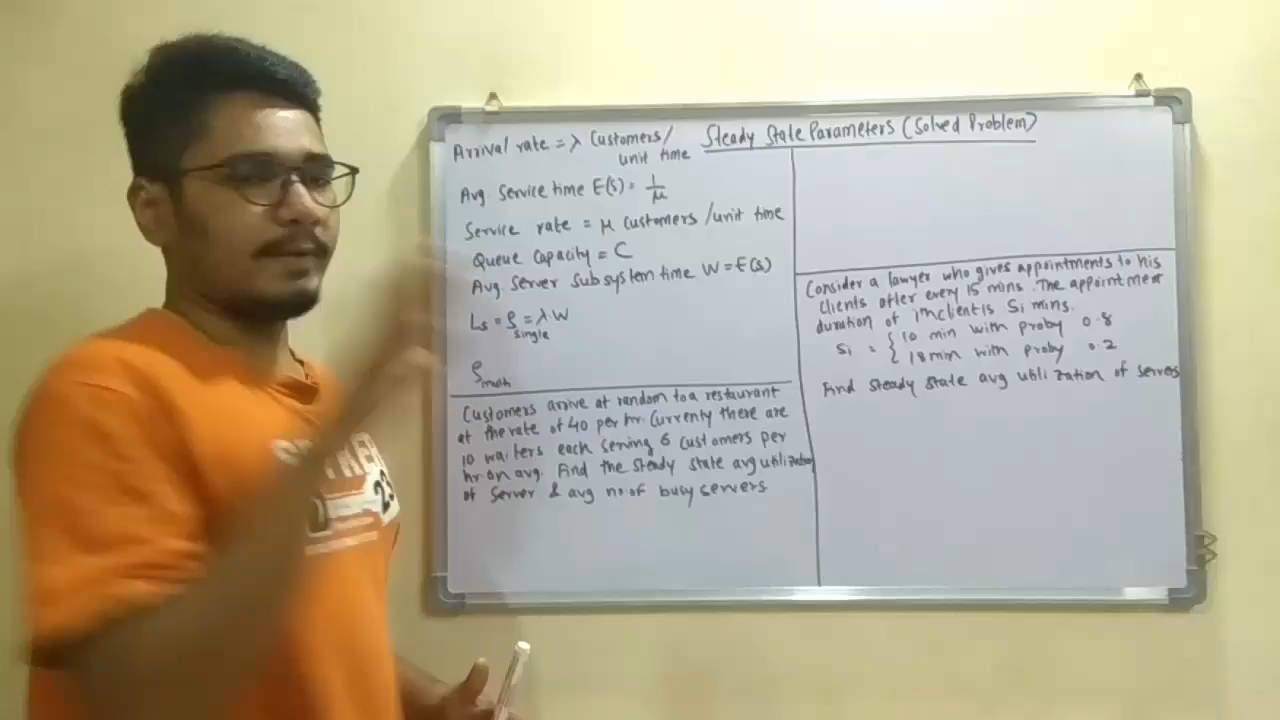 Steady State Parameters (Solved Problem)
Arrival rate = λ Customers/
unit time
Avg. Service time E(s) = 1/μ
Service rate = μ customers /unit time
Queue Capacity = C
Avg. Server Subsystem time W = E(s)
Ls = ρ = λ.W
single
ρ
Customers arrive at random to a restaurant
at the rate of 40 per hr. Currenty there are
10 waiters each serving 6 customers per
hr on avg. Find the Steady state avg utilization
of Server & avg no of busy servers
Consider a lawyer who gives appointments to his
clients after every 15 mins. The appointment
duration of client is Si mins.
Si = { 10 min with proby 0.8
18 min with proby 0.2
Find steady state avg utilization of servers
23